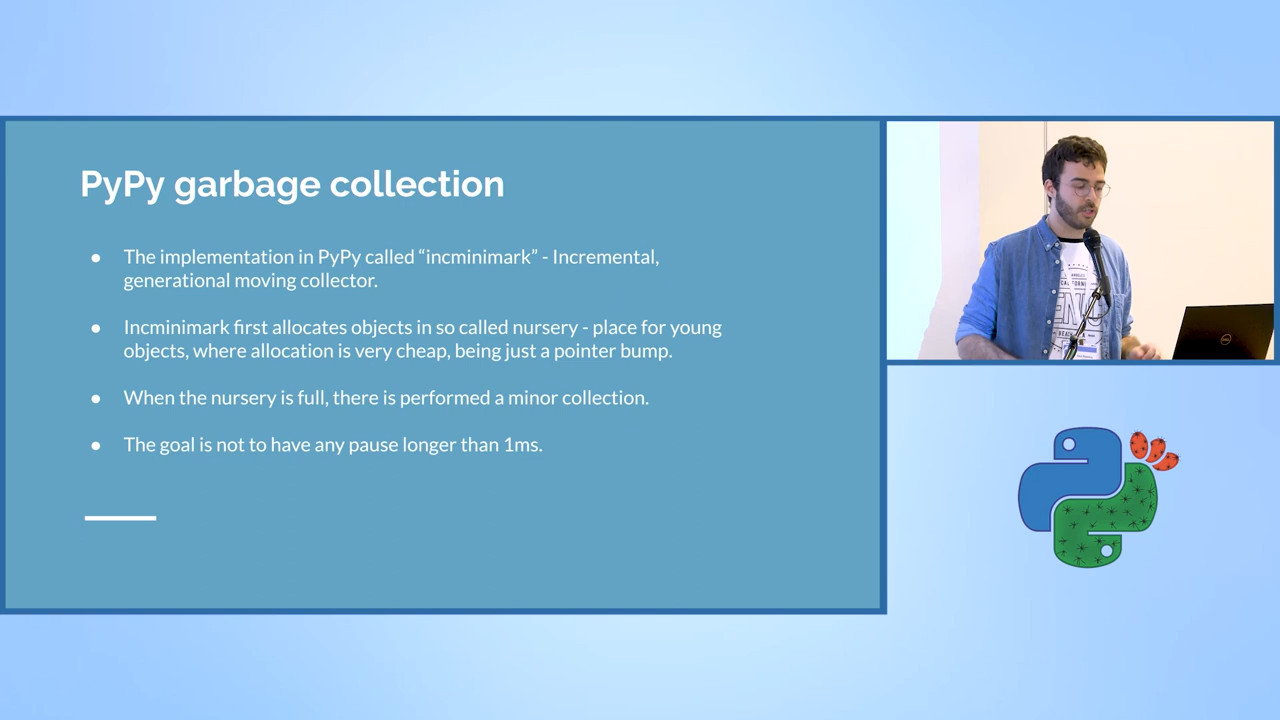 PyPy garbage collection
● The implementation in PyPy called “incminimark” - Incremental,
generational moving collector.
● Incminimark first allocates objects in so called nursery - place for young
objects, where allocation is very cheap, being just a pointer bump.
● When the nursery is full, there is performed a minor collection.
● The goal is not to have any pause longer than 1ms.